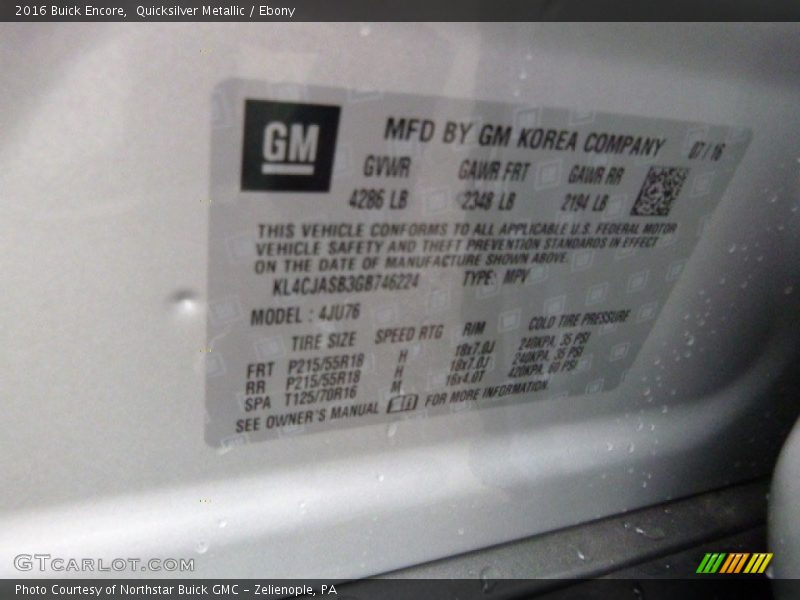 2016 Buick Encore,  Quicksilver Metallic / Ebony
GM
MFD BY GM KOREA COMPANY 07/16
GVWR GAWR FRT GAWR RR
4286 LB 2348 LB 2194 LB
THIS VEHICLE CONFORMS TO ALL APPLICABLE U.S. FEDERAL MOTOR
VEHICLE SAFETY AND THEFT PREVENTION STANDARDS IN EFFECT
ON THE DATE OF MANUFACTURE SHOWN ABOVE.
KL4CJASB3GB746224 TYPE: MPV
MODEL : 4JU76
TIRE SIZE SPEED RTG R/M COLD TIRE PRESSURE
FRT P215/55R18 H 18x7.0J 240KPA, 35 PSI
RR P215/55R18 H 18x7.0J 240KPA, 35 PSI
SPA T125/70R16 M 16x4.0T 420KPA, 60 PSI
SEE OWNER'S MANUAL FOR MORE INFORMATION.
GTCARLOT.COM
Photo Courtesy of Northstar Buick GMC – Zelienople, PA